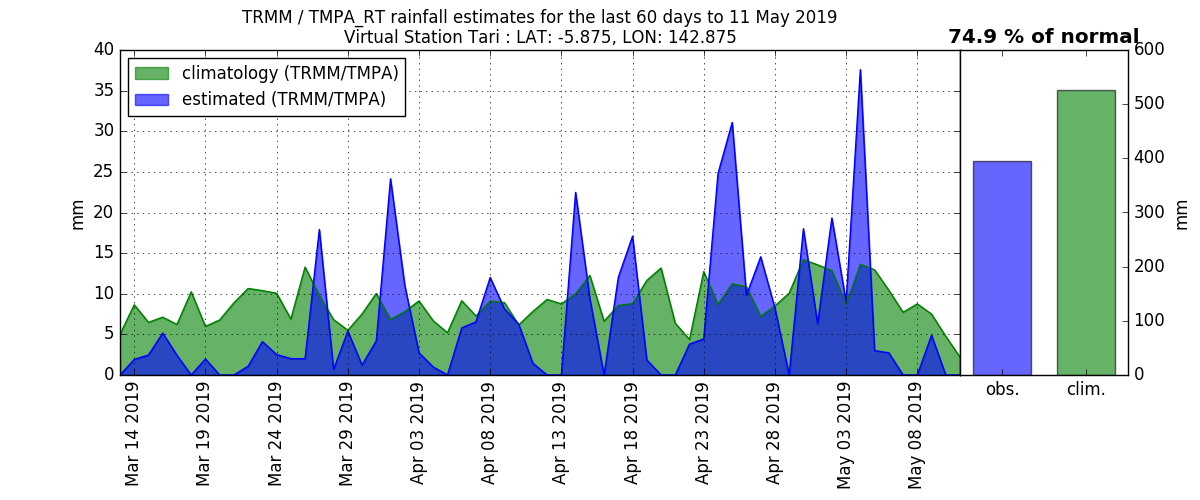 TRMM / TMPA_RT rainfall estimates for the last 60 days to 11 May 2019
Virtual Station Tari : LAT: -5.875, LON: 142.875
74.9 % of normal
climatology (TRMM/TMPA)
estimated (TRMM/TMPA)
mm
40
35
30
25
20
15
10
5
0
Mar 14 2019
Mar 19 2019
Mar 24 2019
Mar 29 2019
Apr 03 2019
Apr 08 2019
Apr 13 2019
Apr 18 2019
Apr 23 2019
Apr 28 2019
May 03 2019
May 08 2019
600
500
400
300
200
100
0
mm
obs.
clim.